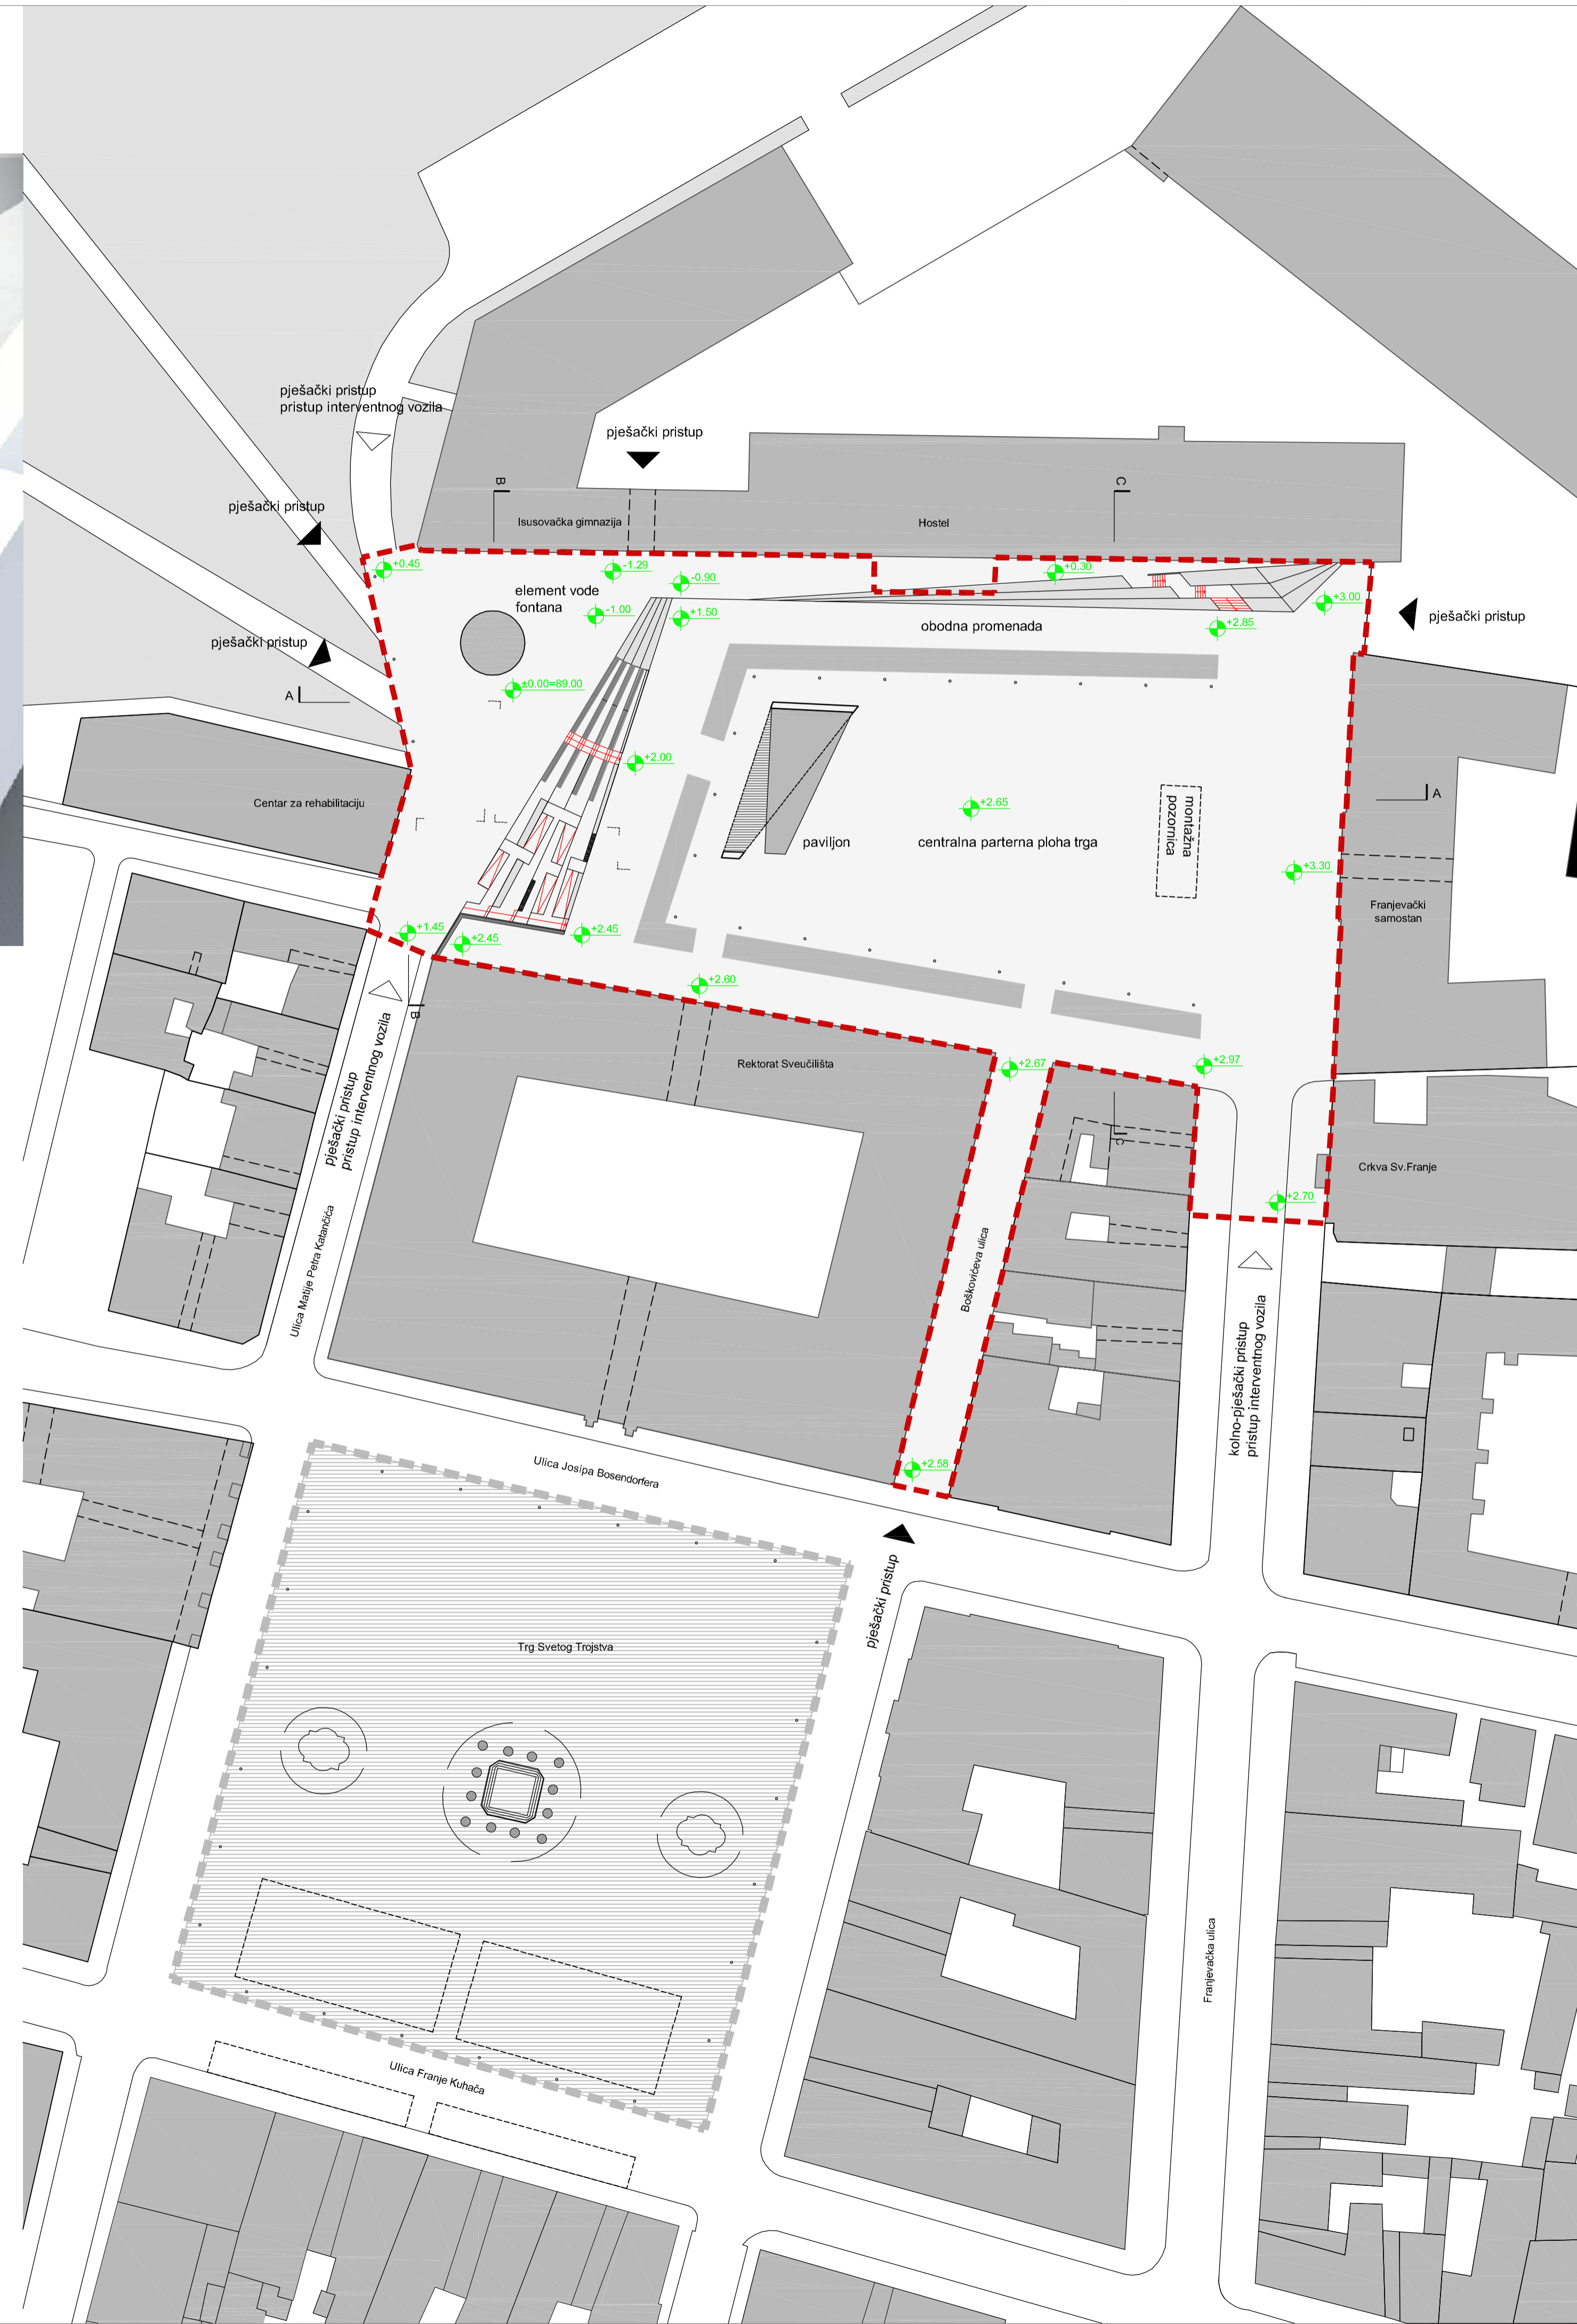 pješački pristup
pristup interventnog vozila
pješački pristup
B
C
pješački pristup
Isusovačka gimnazija
Hostel
+0.45
-1.29
-0.90
+0.30
element vode
fontana
-1.00
+1.50
+3.00
+2.85
pješački pristup
obodna promenada
pješački pristup
A
±0.00=89.00
+2.00
A
Centar za rehabilitaciju
+2.65
montažna
pozornica
paviljon
centralna parterna ploha trga
+3.30
Franjevački
samostan
+1.45
+2.45
+2.45
+2.60
B
pješački pristup
pristup interventnog vozila
Rektorat Sveučilišta
+2.67
+2.97
C
Crkva Sv.Franje
+2.70
Ulica Matije Petra Katančića
Boškovićeva ulica
kolno-pješački pristup
pristup interventnog vozila
+2.58
Ulica Josipa Bosendorfera
pješački pristup
Trg Svetog Trojstva
Franjevačka ulica
Ulica Franje Kuhača